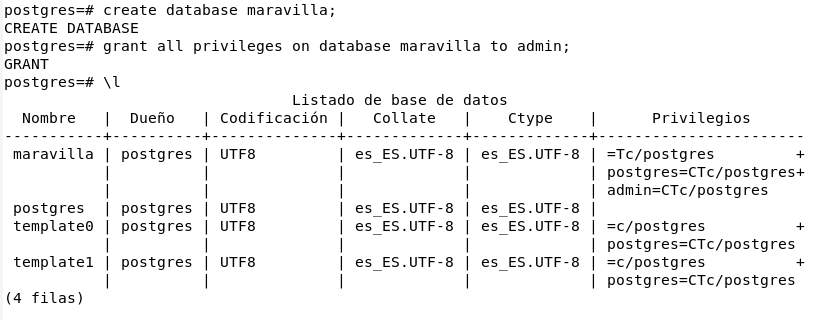 postgres=# create database maravilla;
CREATE DATABASE
postgres=# grant all privileges on database maravilla to admin;
GRANT
postgres=# \l
                                Listado de base de datos
  Nombre   |  Dueño   | Codificación |   Collate   |    Ctype    |      Privilegios
-----------+----------+--------------+-------------+-------------+-----------------------
 maravilla | postgres | UTF8         | es_ES.UTF-8 | es_ES.UTF-8 | =Tc/postgres         +
           |          |              |             |             | postgres=CTc/postgres+
           |          |              |             |             | admin=CTc/postgres
 postgres  | postgres | UTF8         | es_ES.UTF-8 | es_ES.UTF-8 |
 template0 | postgres | UTF8         | es_ES.UTF-8 | es_ES.UTF-8 | =c/postgres          +
           |          |              |             |             | postgres=CTc/postgres
 template1 | postgres | UTF8         | es_ES.UTF-8 | es_ES.UTF-8 | =c/postgres          +
           |          |              |             |             | postgres=CTc/postgres
(4 filas)